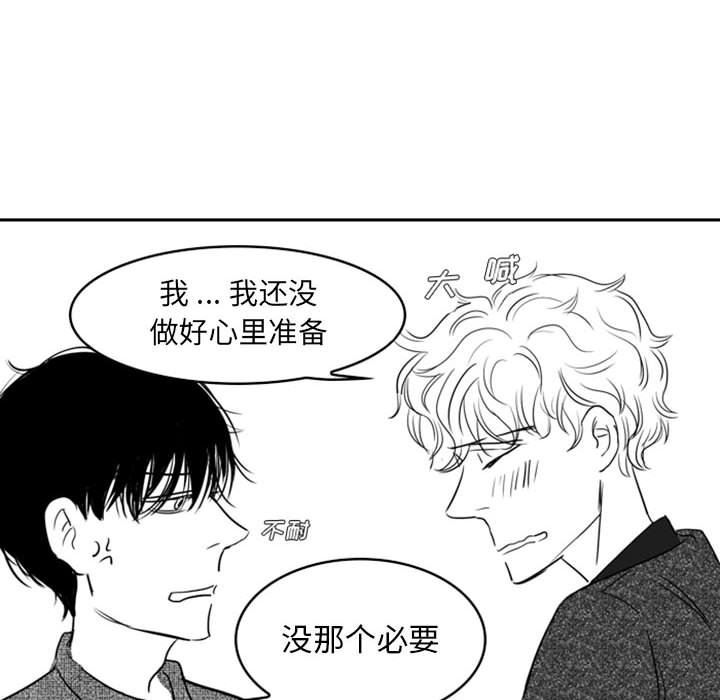 大喊
我...我还没
做好心里准备
不耐
没那个必要